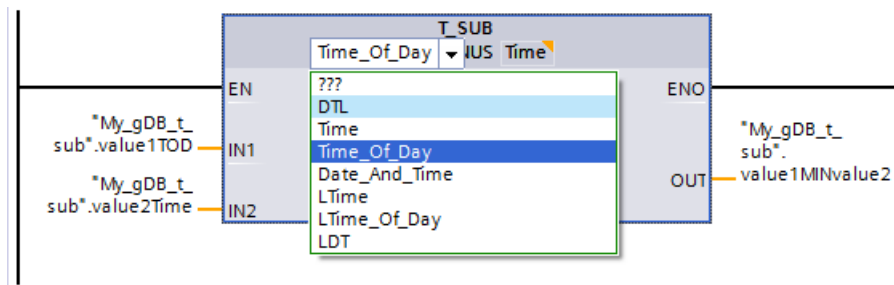 T_SUB
Time_Of_Day Time
EN
ENO
???
DTL
Time
Time_Of_Day
Date_And_Time
LTime
LTime_Of_Day
LDT
"My_gDB_t_
sub".value1TOD
IN1
"My_gDB_t_
sub".value2Time
IN2
OUT
"My_gDB_t_
sub".
value1MINvalue2